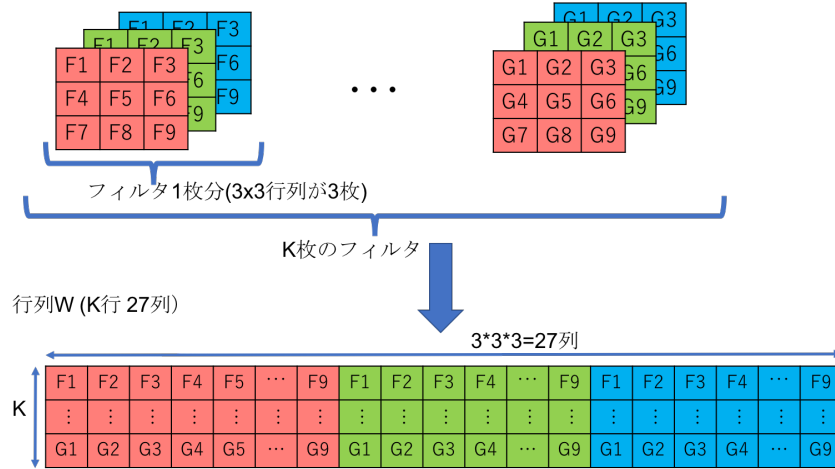 F1 F2 F3
F6
F9
F1 F2 F3
F6
F9
F1 F2 F3
F4 F5 F6
F7 F8 F9
...
G1 G2 G3
G6
G9
G1 G2 G3
G6
G9
G1 G2 G3
G4 G5 G6
G7 G8 G9
フィルタ1枚分(3x3行列が3枚)
K枚のフィルタ
行列W (K行 27列)
3*3*3=27列
K
F1 F2 F3 F4 F5 … F9 F1 F2 F3 F4 … F9 F1 F2 F3 F4 … F9
⋮ ⋮ ⋮ ⋮ ⋮ ⋮ ⋮ ⋮ ⋮ ⋮ ⋮ ⋮ ⋮ ⋮ ⋮ ⋮ ⋮ ⋮ ⋮
G1 G2 G3 G4 G5 … G9 G1 G2 G3 G4 … G9 G1 G2 G3 G4 … G9